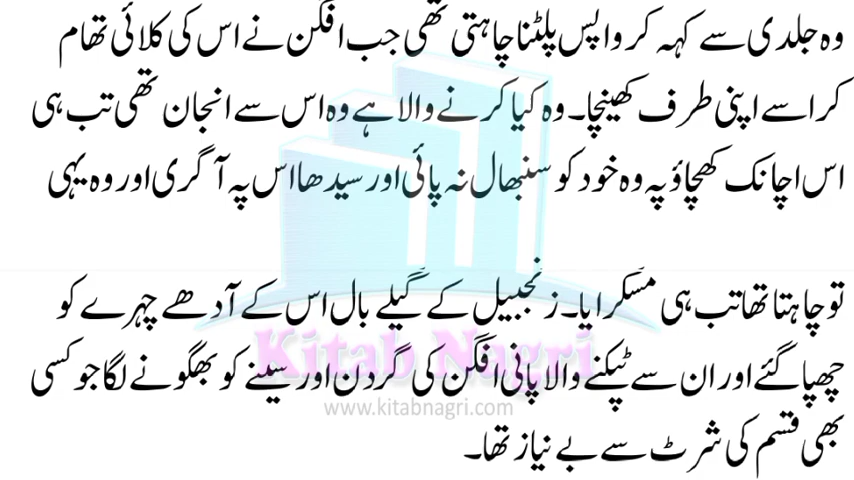 وہ جلدی سے کہہ کر واپس پلٹنا چاہتی تھی جب افگن نے اس کی کلائی تھام
کر اسے اپنی طرف کھینچا۔ وہ کیا کرنے والا ہے وہ اس سے انجان تھی تب ہی
اس اچانک کھچاؤ پہ وہ خود کو سنبھال نہ پائی اور سیدھا اس پہ آ گری اور وہ یہی
تو چاہتا تھا تب ہی مسکرایا۔ زنجبیل کے گیلے بال اس کے آدھے چہرے کو
چھپا گئے اور ان سے ٹپکنے والا پانی افگن کی گردن اور سینے کو بھگونے لگا جو کسی
بھی قسم کی شرٹ سے بے نیاز تھا۔
Kitab Nagri
www.kitabnagri.com